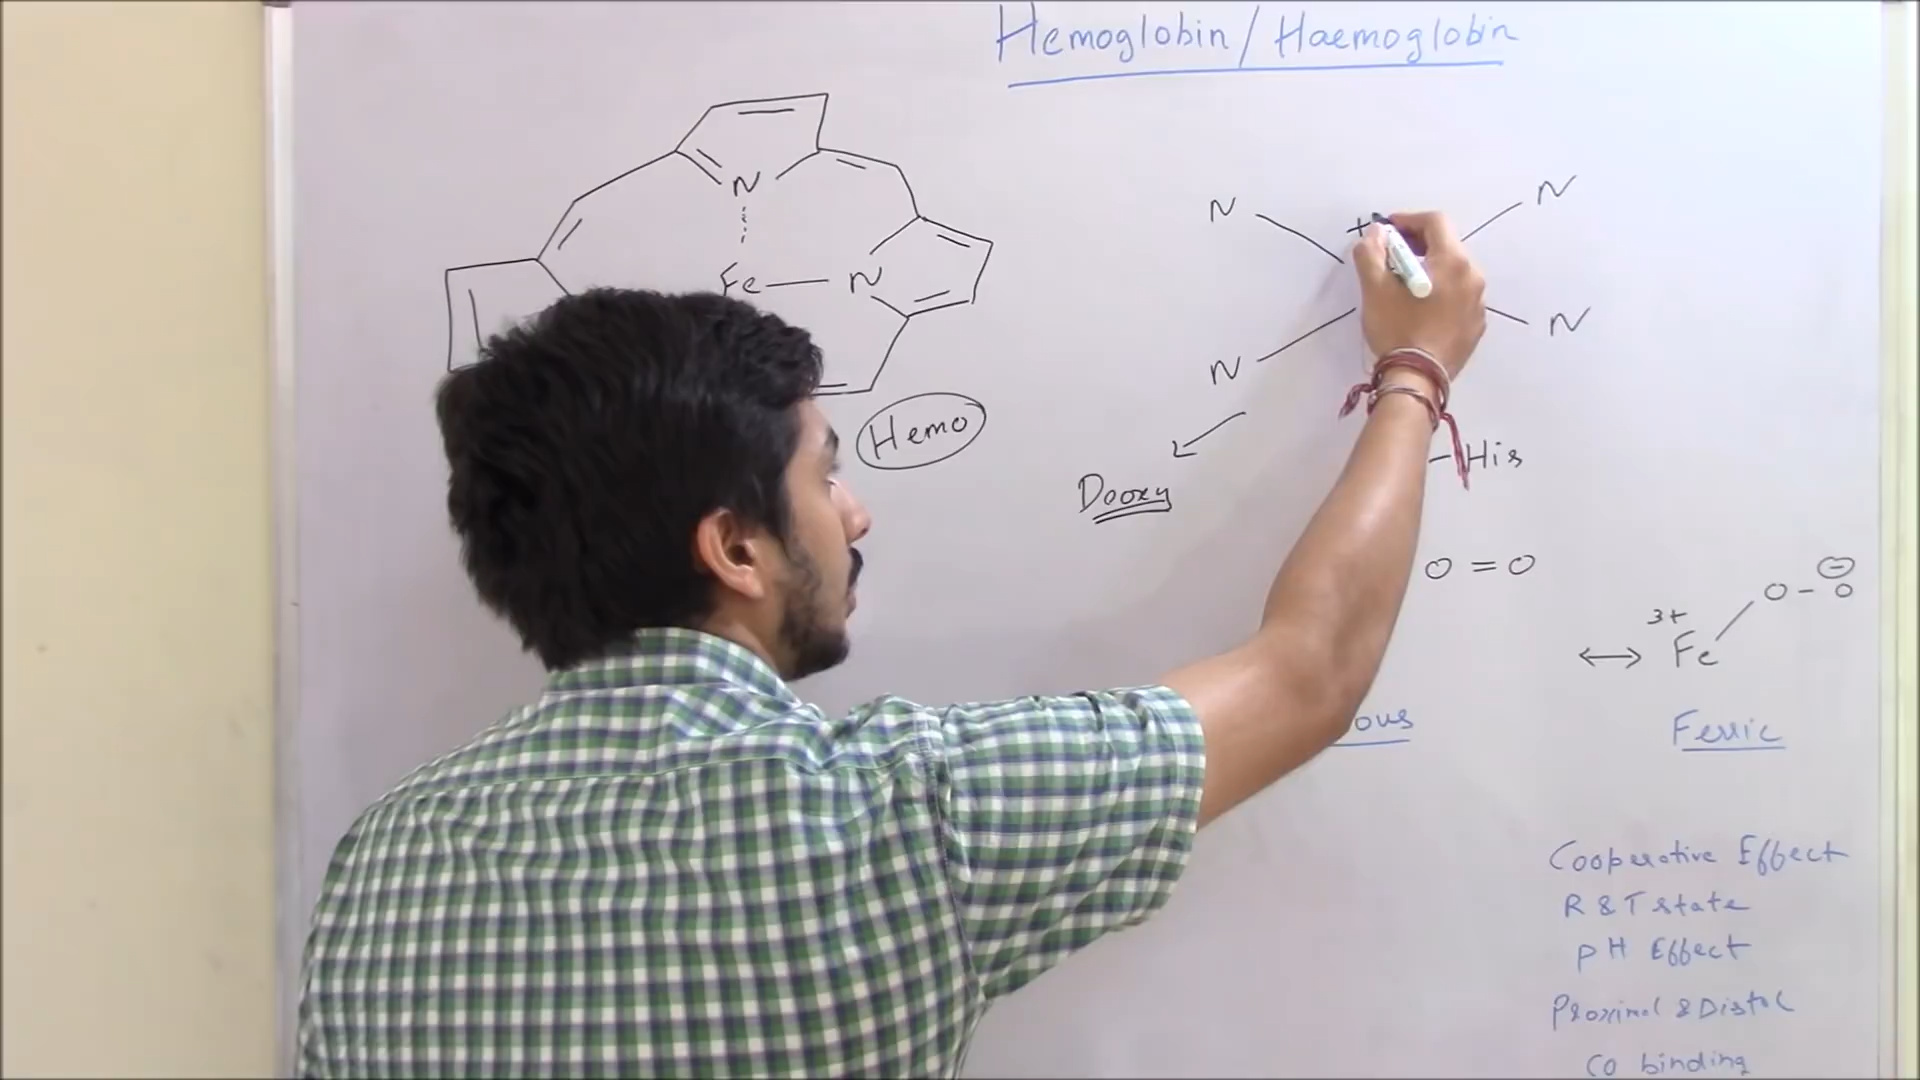 Hemoglobin / Haemoglobin
N
Fe
N
Hemo
N
N
+
N
N
His
Deoxy
O = O
3+
Fe
O - O
-
ous
Ferric
Cooperative Effect
R & T state
pH Effect
Proximal & Distal
CO binding